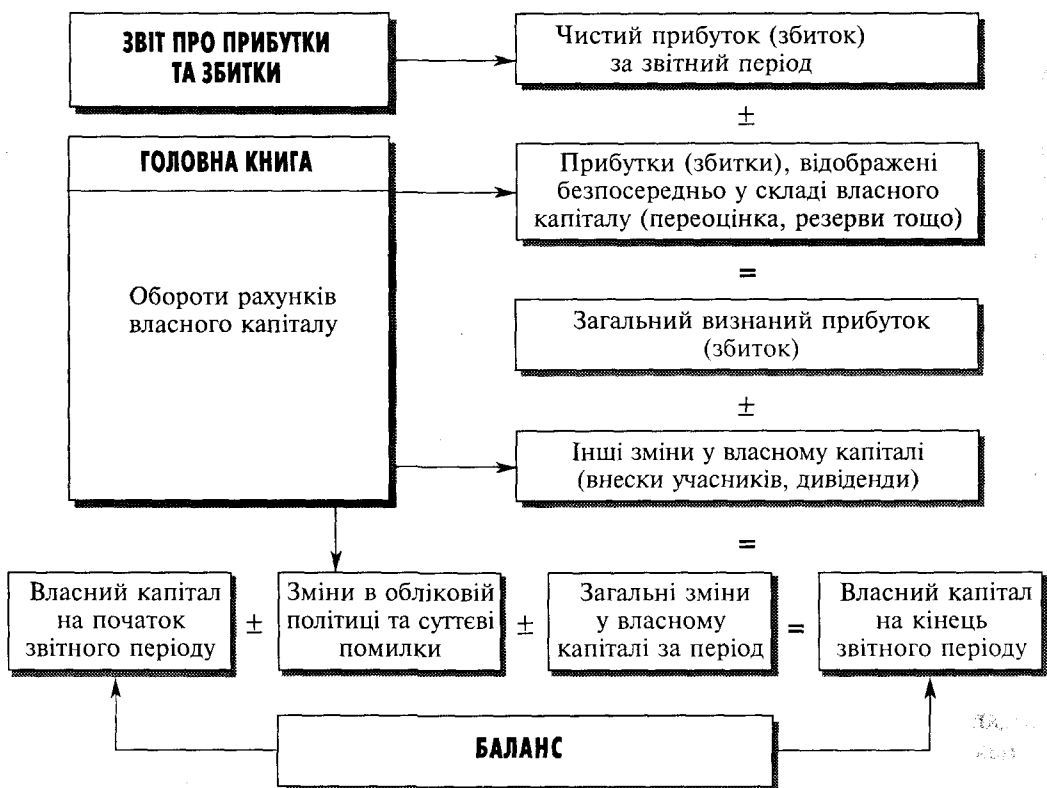 ЗВІТ ПРО ПРИБУТКИ
ТА ЗБИТКИ
Чистий прибуток (збиток)
за звітний період
±
ГОЛОВНА КНИГА
Прибутки (збитки), відображені
безпосередньо у складі власного
капіталу (переоцінка, резерви тощо)
=
Обороти рахунків
власного капіталу
Загальний визнаний прибуток
(збиток)
±
Інші зміни у власному капіталі
(внески учасників, дивіденди)
=
Власний капітал
на початок
звітного періоду
±
Зміни в обліковій
політиці та суттєві
помилки
±
Загальні зміни
у власному
капіталі за період
=
Власний капітал
на кінець
звітного періоду
БАЛАНС